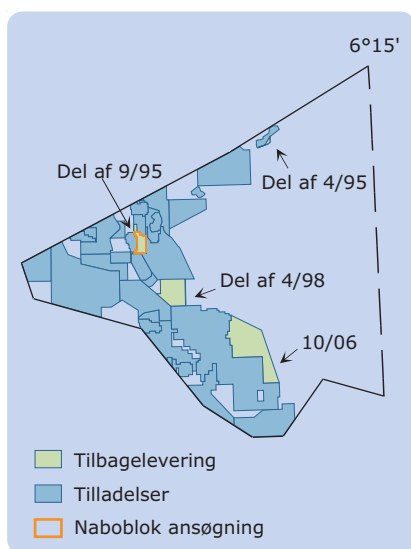 6°15'
Del af 9/95
Del af 4/95
Del af 4/98
10/06
Tilbagelevering
Tilladelser
Naboblok ansøgning